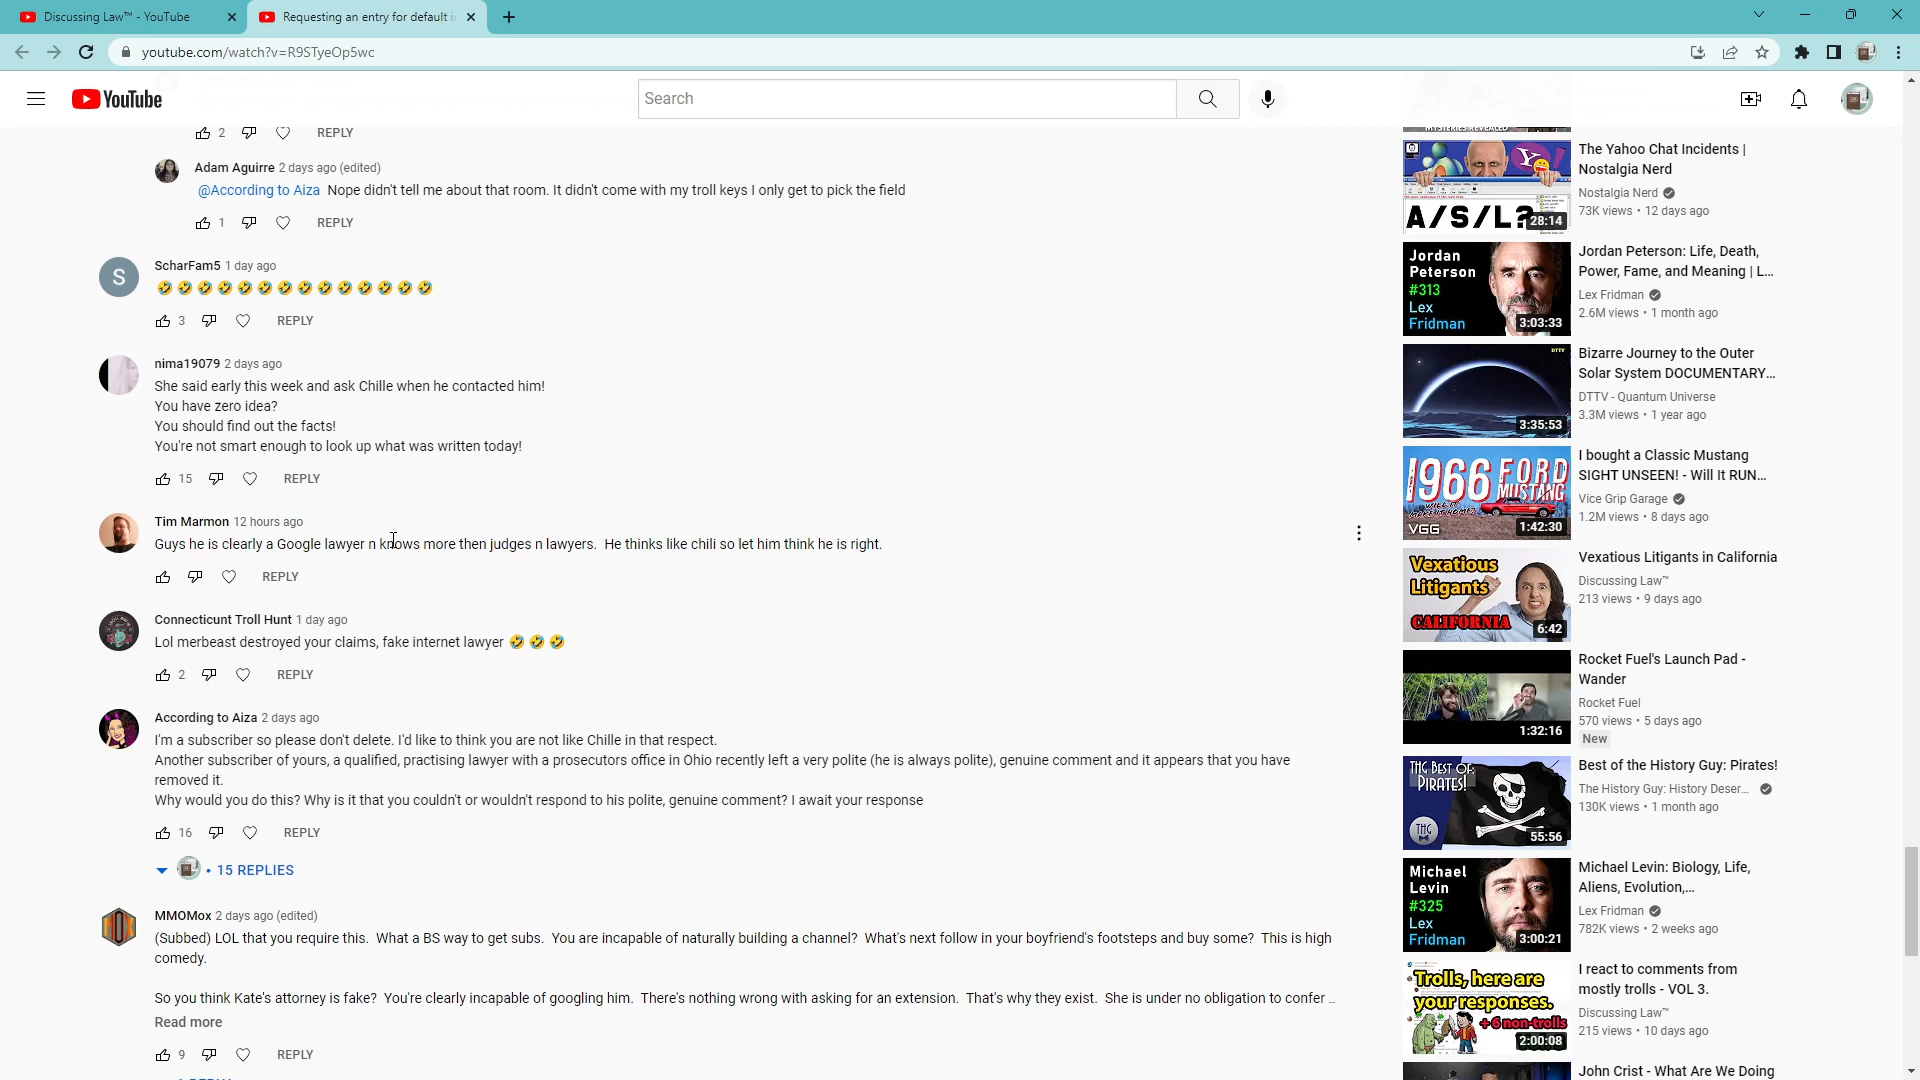 Discussing Law™ - YouTube
Requesting an entry for default i
youtube.com/watch?v=R9STyeOp5wc
YouTube
Search
2 REPLY
Adam Aguirre 2 days ago (edited)
@According to Aiza Nope didn't tell me about that room. It didn't come with my troll keys I only get to pick the field
1 REPLY
ScharFam5 1 day ago
🤣🤣🤣🤣🤣🤣🤣🤣🤣🤣🤣🤣🤣🤣
3 REPLY
nima19079 2 days ago
She said early this week and ask Chille when he contacted him!
You have zero idea?
You should find out the facts!
You're not smart enough to look up what was written today!
15 REPLY
Tim Marmon 12 hours ago
Guys he is clearly a Google lawyer n knows more then judges n lawyers. He thinks like chili so let him think he is right.
REPLY
Connecticunt Troll Hunt 1 day ago
Lol merbeast destroyed your claims, fake internet lawyer 🤣🤣🤣
2 REPLY
According to Aiza 2 days ago
I'm a subscriber so please don't delete. I'd like to think you are not like Chille in that respect.
Another subscriber of yours, a qualified, practising lawyer with a prosecutors office in Ohio recently left a very polite (he is always polite), genuine comment and it appears that you have
removed it.
Why would you do this? Why is it that you couldn't or wouldn't respond to his polite, genuine comment? I await your response
16 REPLY
• 15 REPLIES
MMOMox 2 days ago (edited)
(Subbed) LOL that you require this. What a BS way to get subs. You are incapable of naturally building a channel? What's next follow in your boyfriend's footsteps and buy some? This is high
comedy.
So you think Kate's attorney is fake? You're clearly incapable of googling him. There's nothing wrong with asking for an extension. That's why they exist. She is under no obligation to confer ...
Read more
9 REPLY
A/S/L?
28:14
The Yahoo Chat Incidents |
Nostalgia Nerd
Nostalgia Nerd
73K views • 12 days ago
Jordan
Peterson
#313
Lex
Fridman
3:03:33
Jordan Peterson: Life, Death,
Power, Fame, and Meaning | L...
Lex Fridman
2.6M views • 1 month ago
DTTV
3:35:53
Bizarre Journey to the Outer
Solar System DOCUMENTARY...
DTTV - Quantum Universe
3.3M views • 1 year ago
1966 FORD
MUSTANG
VGG
1:42:30
I bought a Classic Mustang
SIGHT UNSEEN! - Will It RUN...
Vice Grip Garage
1.2M views • 8 days ago
Vexatious
Litigants
CALIFORNIA
6:42
Vexatious Litigants in California
Discussing Law™
213 views • 9 days ago
1:32:16
Rocket Fuel's Launch Pad -
Wander
Rocket Fuel
570 views • 5 days ago
New
THG BEST OF:
PIRATES!
THG
55:56
Best of the History Guy: Pirates!
The History Guy: History Deser...
130K views • 1 month ago
Michael
Levin
#325
Lex
Fridman
3:00:21
Michael Levin: Biology, Life,
Aliens, Evolution,...
Lex Fridman
782K views • 2 weeks ago
Trolls, here are
your responses.
+6 non-trolls
2:00:08
I react to comments from
mostly trolls - VOL 3.
Discussing Law™
215 views • 10 days ago
John Crist - What Are We Doing